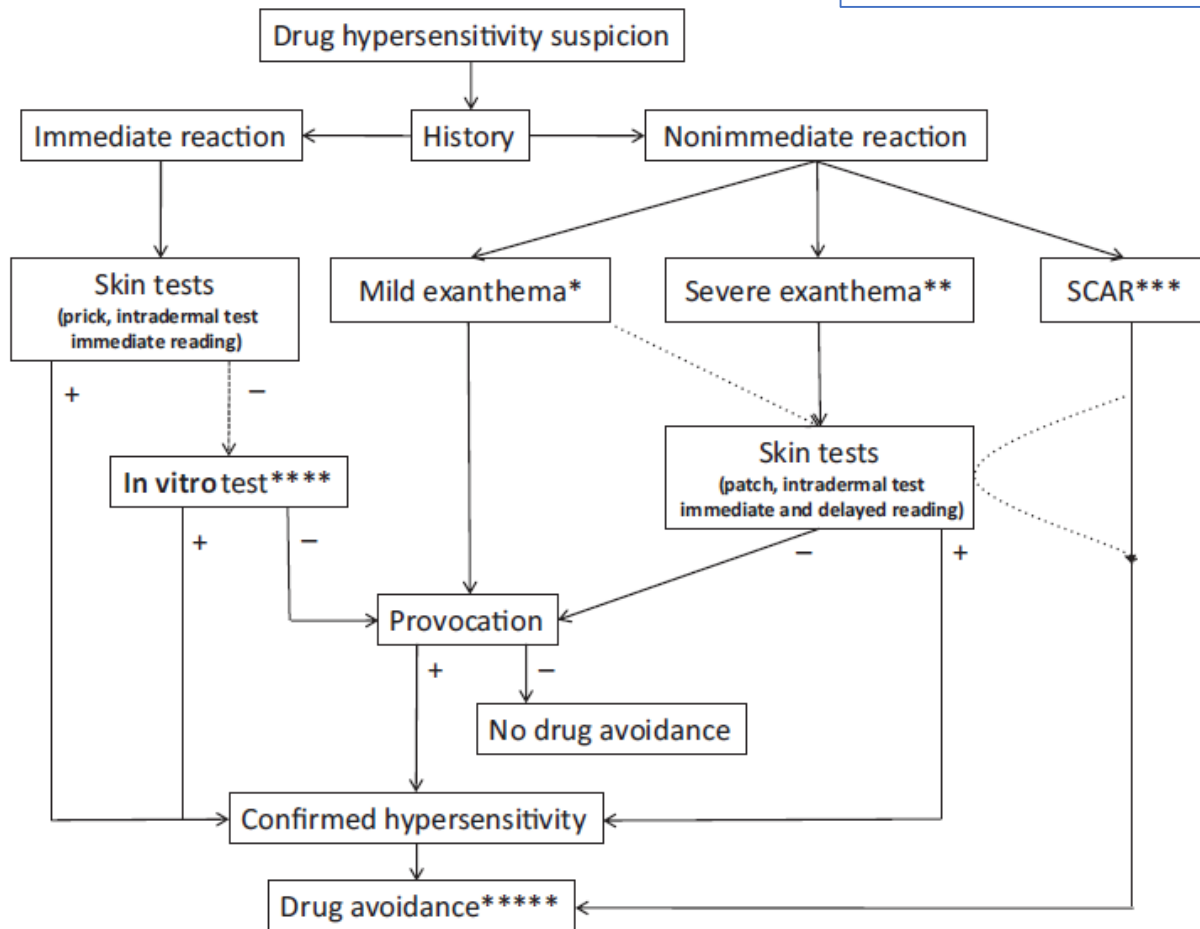 Drug hypersensitivity suspicion
Immediate reaction
History
Nonimmediate reaction
Skin tests
(prick, intradermal test
immediate reading)
Mild exanthema*
Severe exanthema**
SCAR***
+
−
Skin tests
(patch, intradermal test
immediate and delayed reading)
In vitro test****
+
−
−
+
Provocation
+
−
No drug avoidance
Confirmed hypersensitivity
Drug avoidance*****